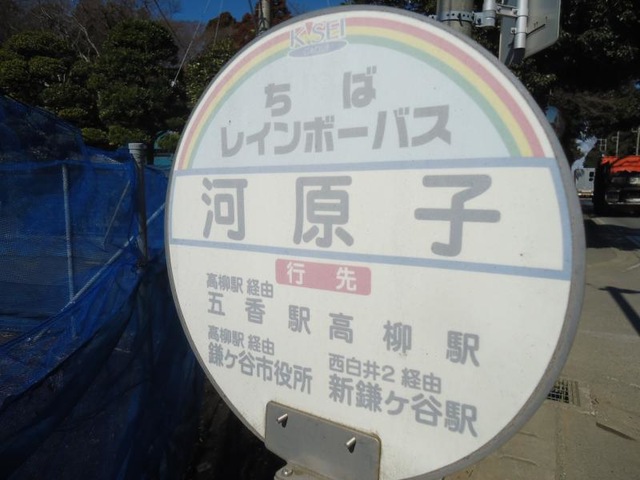 KiSEI
ちば
レインボーバス
河原子
行先
高柳駅 経由
五香駅 高柳駅
高柳駅 経由 西白井2 経由
鎌ヶ谷市役所 新鎌ヶ谷駅